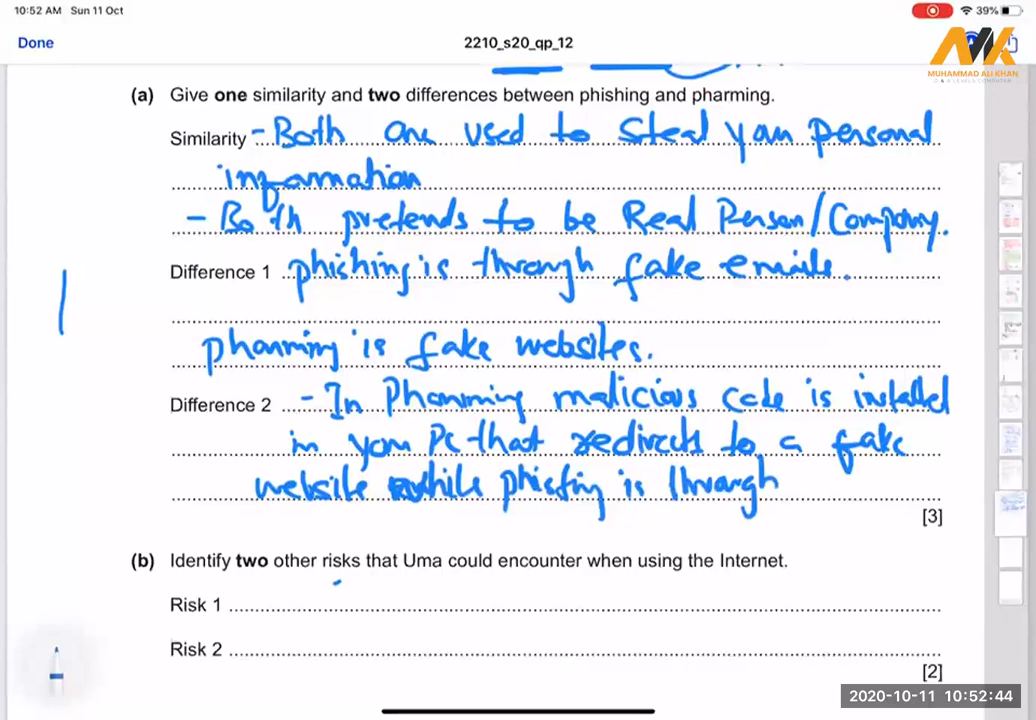 10:52 AM Sun 11 Oct
39%
Done
2210_s20_qp_12
MUHAMMAD ALI KHAN
O & A LEVELS COMPUTER
(a) Give one similarity and two differences between phishing and pharming.
Similarity - Both are used to steal your personal
information
- Both pretends to be Real Person/Company.
Difference 1 phishing is through fake emails.
pharming is fake websites.
Difference 2 - In Pharming malicious code is installed
in your PC that redirects to a fake
website while phishing is through
[3]
(b) Identify two other risks that Uma could encounter when using the Internet.
Risk 1
Risk 2
[2]
2020-10-11 10:52:44